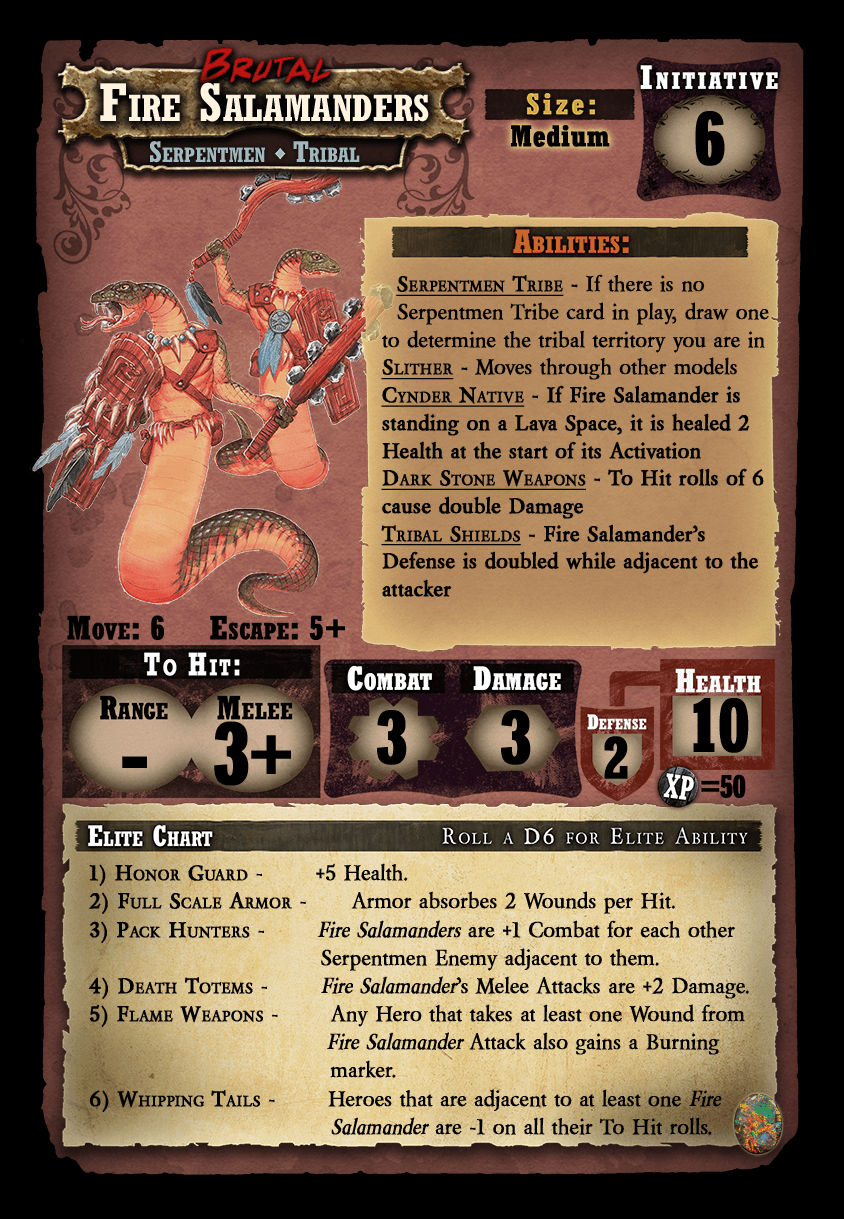 Brutal
Fire Salamanders
Serpentmen ◆ Tribal
Size:
Medium
Initiative
6
Abilities:
Serpentmen Tribe - If there is no
Serpentmen Tribe card in play, draw one
to determine the tribal territory you are in
Slither - Moves through other models
Cynder Native - If Fire Salamander is
standing on a Lava Space, it is healed 2
Health at the start of its Activation
Dark Stone Weapons - To Hit rolls of 6
cause double Damage
Tribal Shields - Fire Salamander's
Defense is doubled while adjacent to the
attacker
Move: 6 Escape: 5+
To Hit:
Range Melee
- 3+
Combat
3
Damage
3
Defense
2
Health
10
XP=50
Elite Chart Roll a D6 for Elite Ability
1) Honor Guard - +5 Health.
2) Full Scale Armor - Armor absorbes 2 Wounds per Hit.
3) Pack Hunters - Fire Salamanders are +1 Combat for each other
Serpentmen Enemy adjacent to them.
4) Death Totems - Fire Salamander's Melee Attacks are +2 Damage.
5) Flame Weapons - Any Hero that takes at least one Wound from
Fire Salamander Attack also gains a Burning
marker.
6) Whipping Tails - Heroes that are adjacent to at least one Fire
Salamander are -1 on all their To Hit rolls.